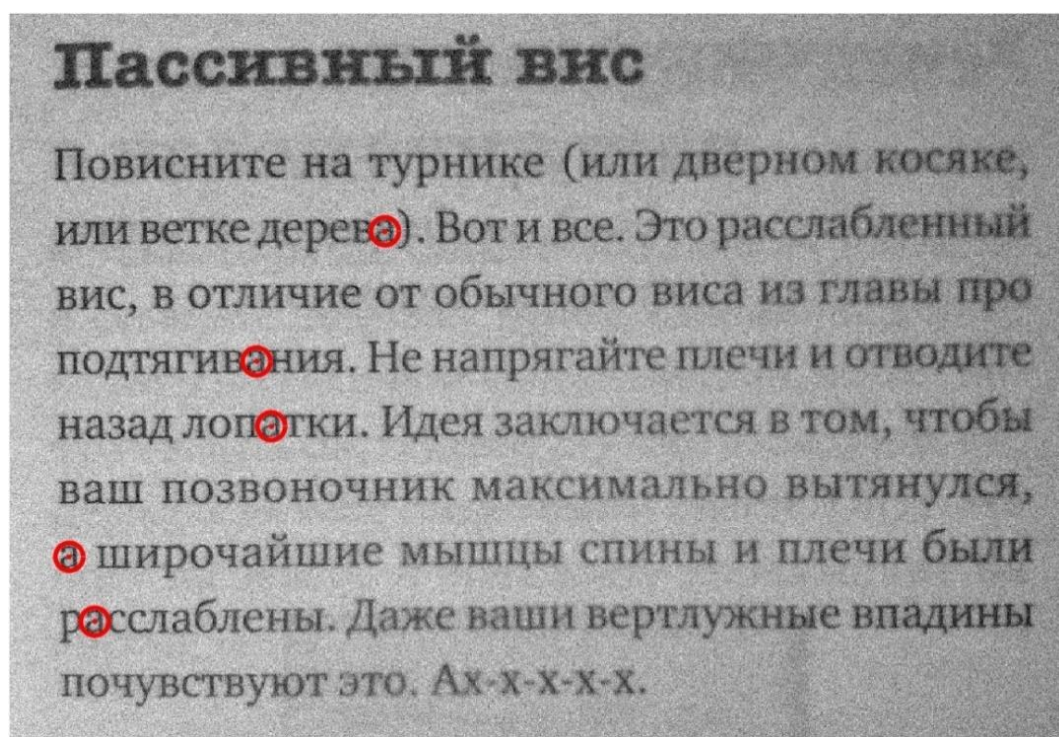 Пассивный вис
Повисните на турнике (или дверном косяке,
или ветке дерева). Вот и все. Это расслабленный
вис, в отличие от обычного виса из главы про
подтягивания. Не напрягайте плечи и отводите
назад лопатки. Идея заключается в том, чтобы
ваш позвоночник максимально вытянулся,
а широчайшие мышцы спины и плечи были
расслаблены. Даже ваши вертлужные впадины
почувствуют это. Ах-х-х-х-х.